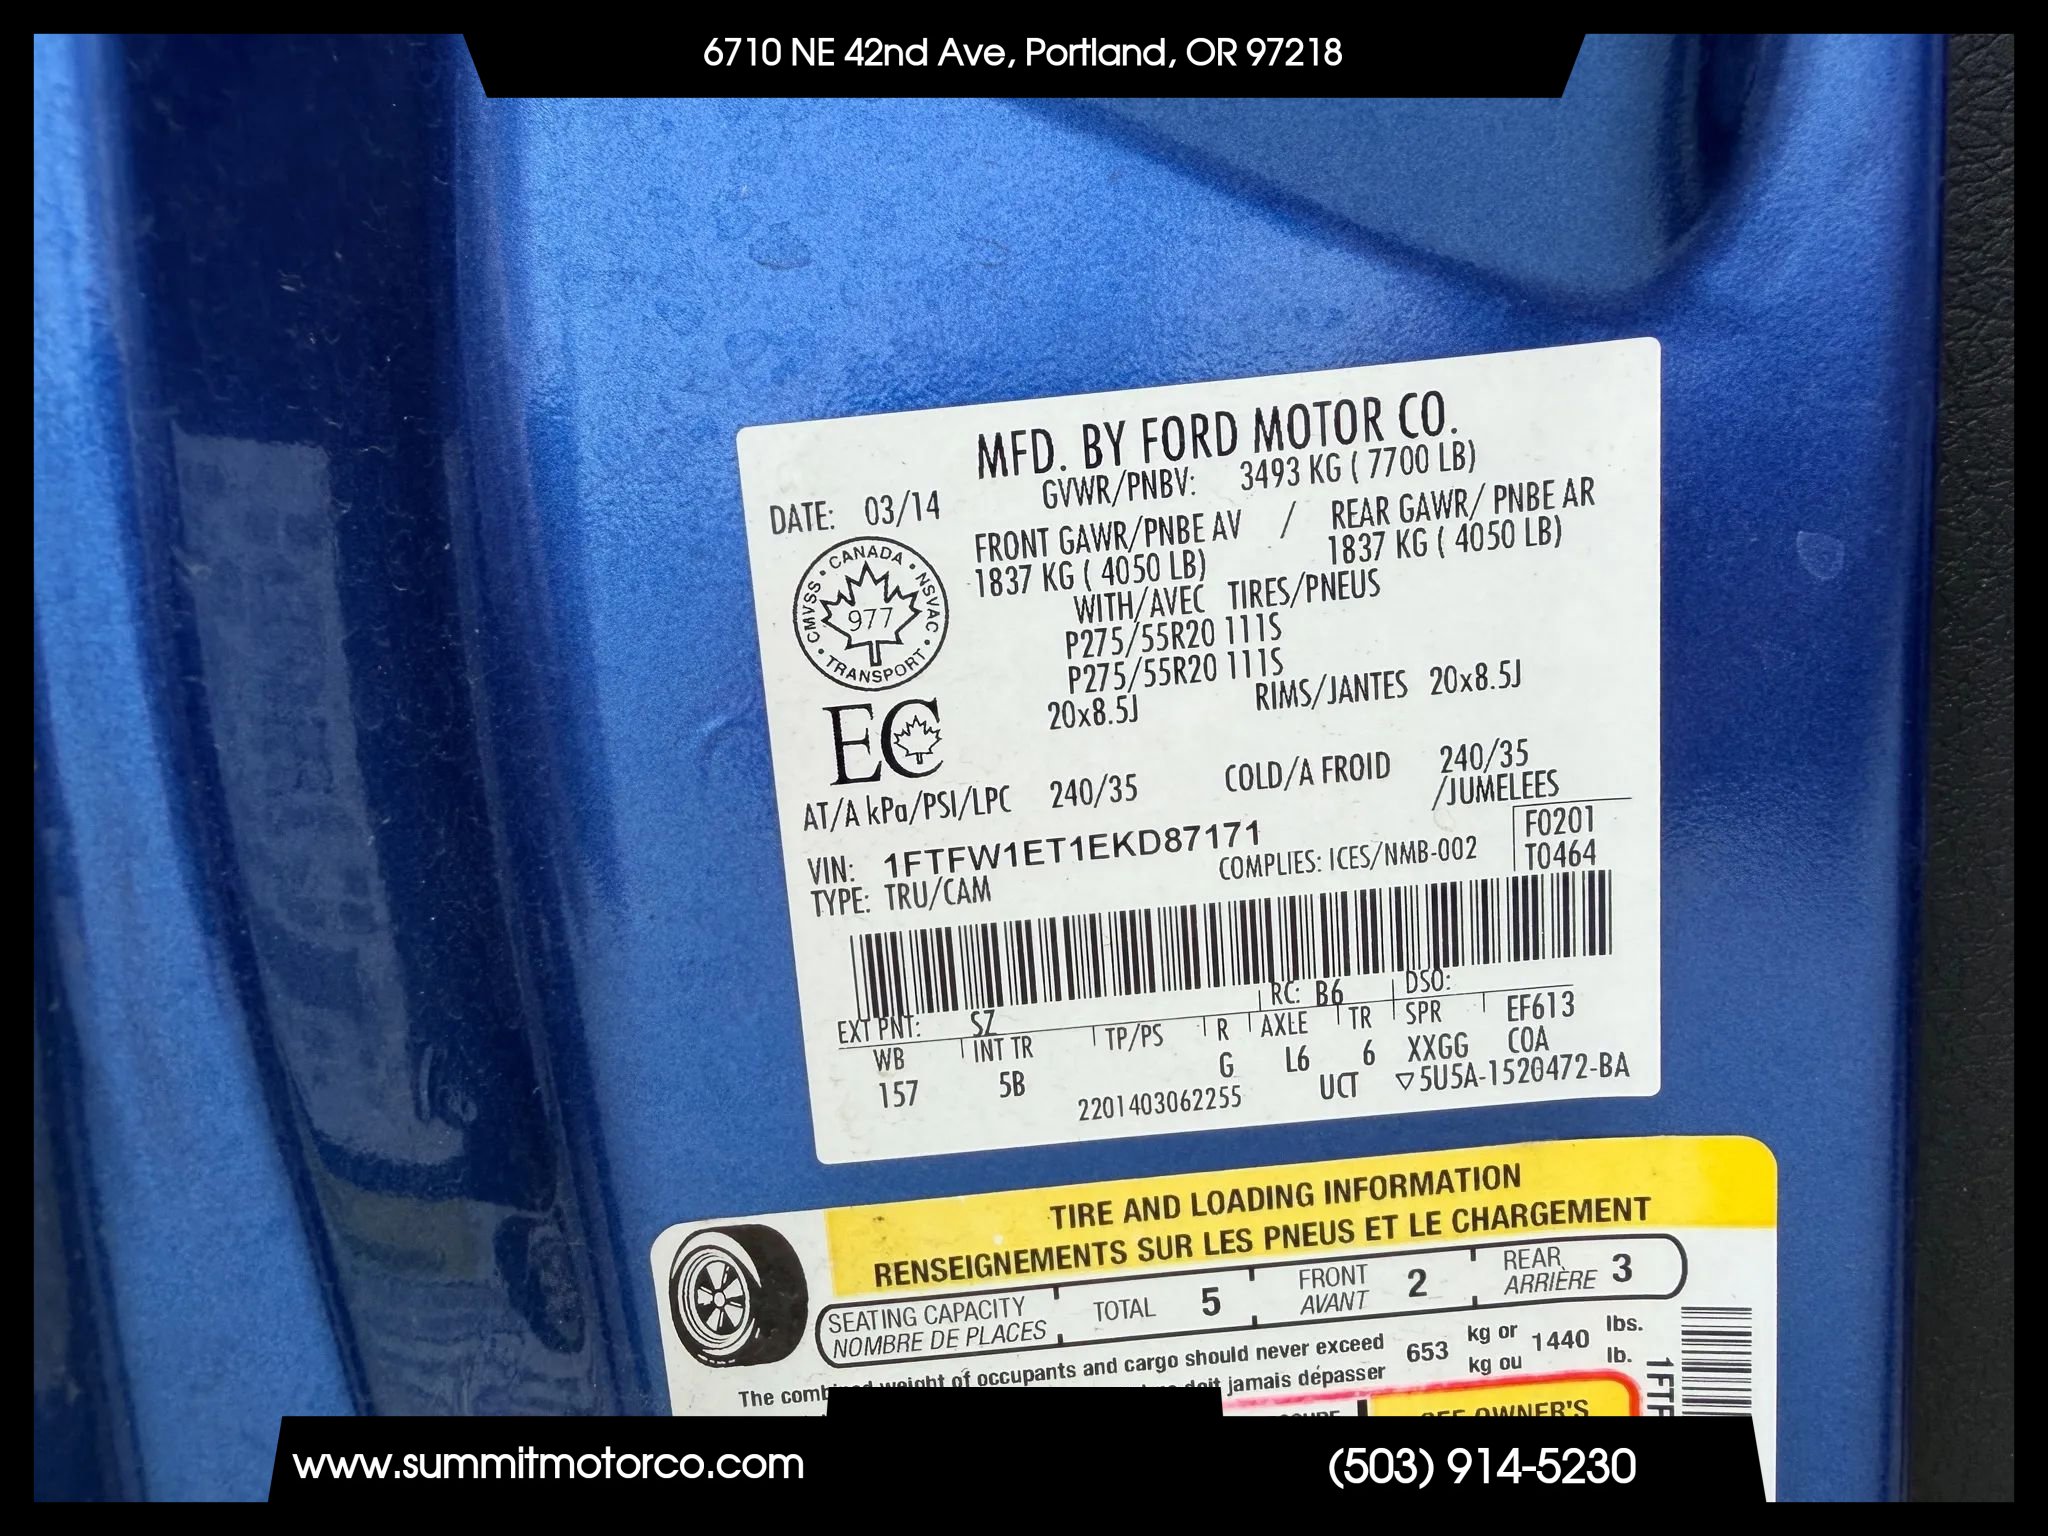 6710 NE 42nd Ave, Portland, OR 97218
MFD. BY FORD MOTOR CO.
DATE: 03/14
GVWR/PNBV: 3493 KG ( 7700 LB)
FRONT GAWR/PNBE AV / REAR GAWR/ PNBE AR
1837 KG ( 4050 LB) 1837 KG ( 4050 LB)
WITH/AVEC TIRES/PNEUS
P275/55R20 111S
P275/55R20 111S
20x8.5J RIMS/JANTES 20x8.5J
CANADA • NSVAC • TRANSPORT • CMVSS •
977
EC
AT/A kPa/PSI/LPC 240/35 COLD/A FROID 240/35
/JUMELEES
VIN: 1FTFW1ET1EKD87171
TYPE: TRU/CAM
COMPLIES: ICES/NMB-002
F0201
T0464
RC: B6 DSO:
EXT PNT: SZ
WB INT TR TP/PS R AXLE TR SPR EF613
157 5B G L6 6 XXGG COA
2201403062255 UCT ▽5U5A-1520472-BA
TIRE AND LOADING INFORMATION
RENSEIGNEMENTS SUR LES PNEUS ET LE CHARGEMENT
SEATING CAPACITY
NOMBRE DE PLACES
TOTAL 5
FRONT
AVANT 2
REAR
ARRIÈRE 3
The combined weight of occupants and cargo should never exceed 653 kg or 1440 lbs.
doit jamais dépasser kg ou lb.
SEE OWNER'S
1FTF
www.summitmotorco.com
(503) 914-5230